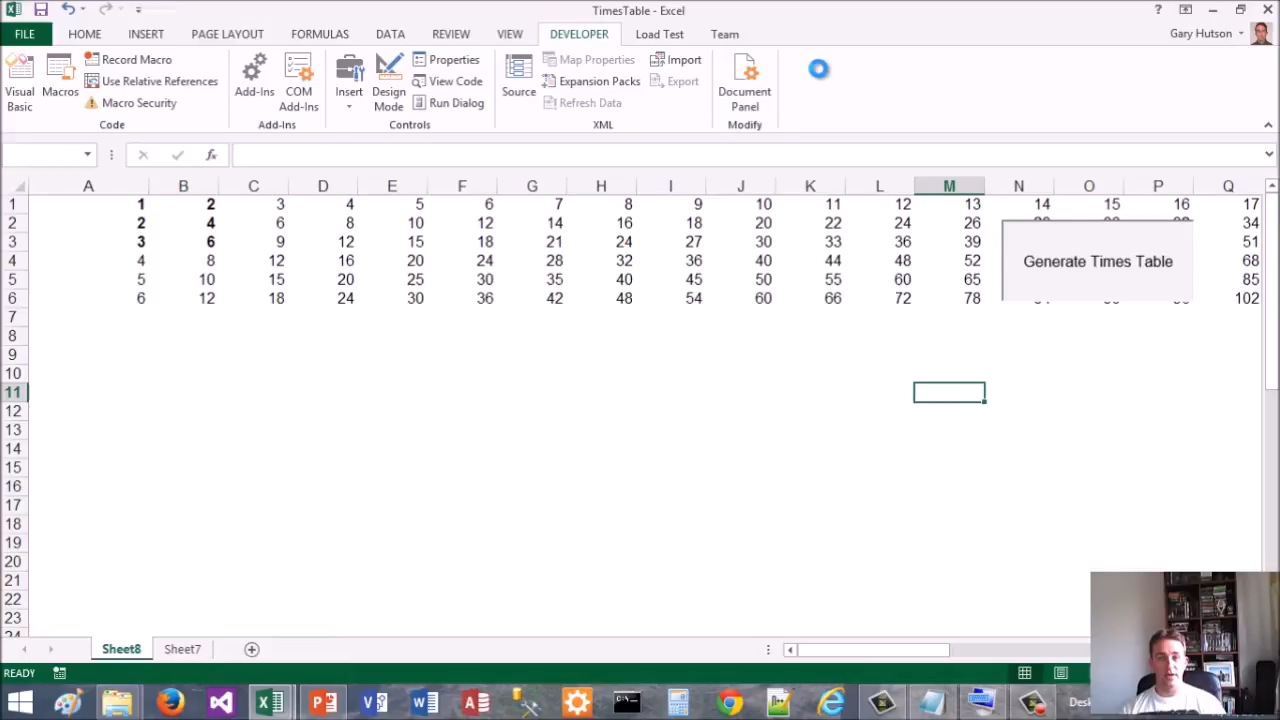 TimesTable - Excel
FILE HOME INSERT PAGE LAYOUT FORMULAS DATA REVIEW VIEW DEVELOPER Load Test Team Gary Hutson
Visual Basic
Macros
Record Macro
Use Relative References
Macro Security
Code
Add-Ins
COM Add-Ins
Add-Ins
Insert
Design Mode
Properties
View Code
Run Dialog
Controls
Source
Map Properties
Expansion Packs
Refresh Data
Import
Export
XML
Document Panel
Modify
fx
A B C D E F G H I J K L M N O P Q
1 1 2 3 4 5 6 7 8 9 10 11 12 13 14 15 16 17
2 2 4 6 8 10 12 14 16 18 20 22 24 26 34
3 3 6 9 12 15 18 21 24 27 30 33 36 39 51
4 4 8 12 16 20 24 28 32 36 40 44 48 52 68
5 5 10 15 20 25 30 35 40 45 50 55 60 65 85
6 6 12 18 24 30 36 42 48 54 60 66 72 78 102
Generate Times Table
7
8
9
10
11
12
13
14
15
16
17
18
19
20
21
22
23
24
Sheet8 Sheet7
READY
Desk